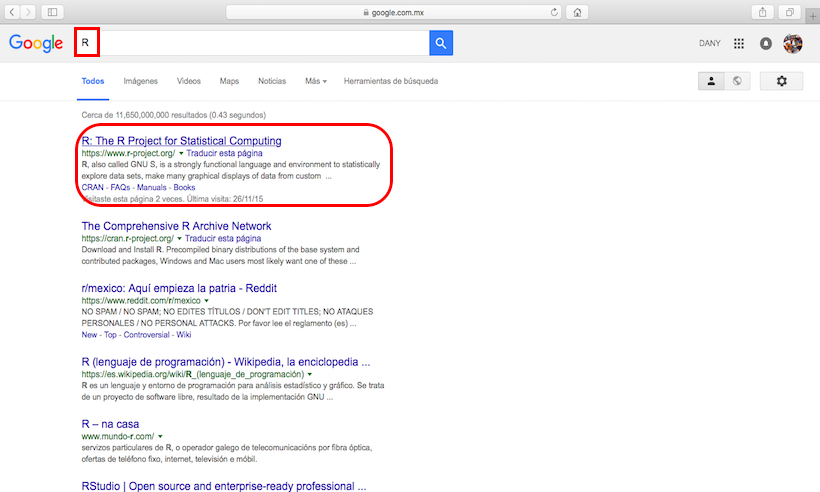 google.com.mx
Google
R
DANY
Todos Imágenes Videos Maps Noticias Más Herramientas de búsqueda
Cerca de 11,650,000,000 resultados (0.43 segundos)
R: The R Project for Statistical Computing
https://www.r-project.org/ Traducir esta página
R, also called GNU S, is a strongly functional language and environment to statistically
explore data sets, make many graphical displays of data from custom ...
CRAN - FAQs - Manuals - Books
Visitaste esta página 2 veces. Última visita: 26/11/15
The Comprehensive R Archive Network
https://cran.r-project.org/ Traducir esta página
Download and Install R. Precompiled binary distributions of the base system and
contributed packages, Windows and Mac users most likely want one of these ...
r/mexico: Aquí empieza la patria - Reddit
https://www.reddit.com/r/mexico
NO SPAM / NO SPAM; NO EDITES TÍTULOS / DON'T EDIT TITLES; NO ATAQUES
PERSONALES / NO PERSONAL ATTACKS. Por favor lee el reglamento (es) ...
New - Top - Controversial - Wiki
R (lenguaje de programación) - Wikipedia, la enciclopedia ...
https://es.wikipedia.org/wiki/R_(lenguaje_de_programación)
R es un lenguaje y entorno de programación para análisis estadístico y gráfico. Se trata
de un proyecto de software libre, resultado de la implementación GNU ...
R – na casa
www.mundo-r.com/
servizos particulares de R, o operador galego de telecomunicacións por fibra óptica,
ofertas de teléfono fixo, internet, televisión e móbil.
RStudio | Open source and enterprise-ready professional ...